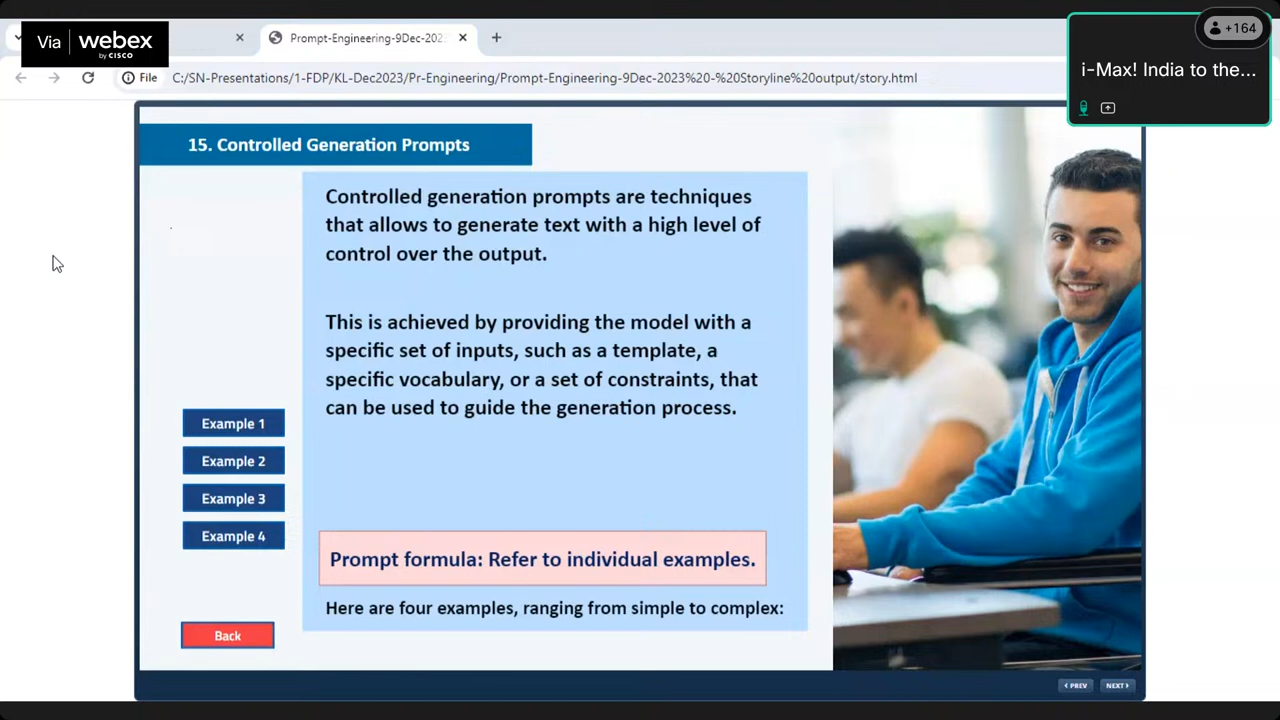 Via webex
by CISCO
Prompt-Engineering-9Dec-202
+164
File C:/SN-Presentations/1-FDP/KL-Dec2023/Pr-Engineering/Prompt-Engineering-9Dec-2023%20-%20Storyline%20output/story.html
i-Max! India to the...
15. Controlled Generation Prompts
Controlled generation prompts are techniques
that allows to generate text with a high level of
control over the output.
This is achieved by providing the model with a
specific set of inputs, such as a template, a
specific vocabulary, or a set of constraints, that
can be used to guide the generation process.
Example 1
Example 2
Example 3
Example 4
Prompt formula: Refer to individual examples.
Here are four examples, ranging from simple to complex:
Back
PREV NEXT